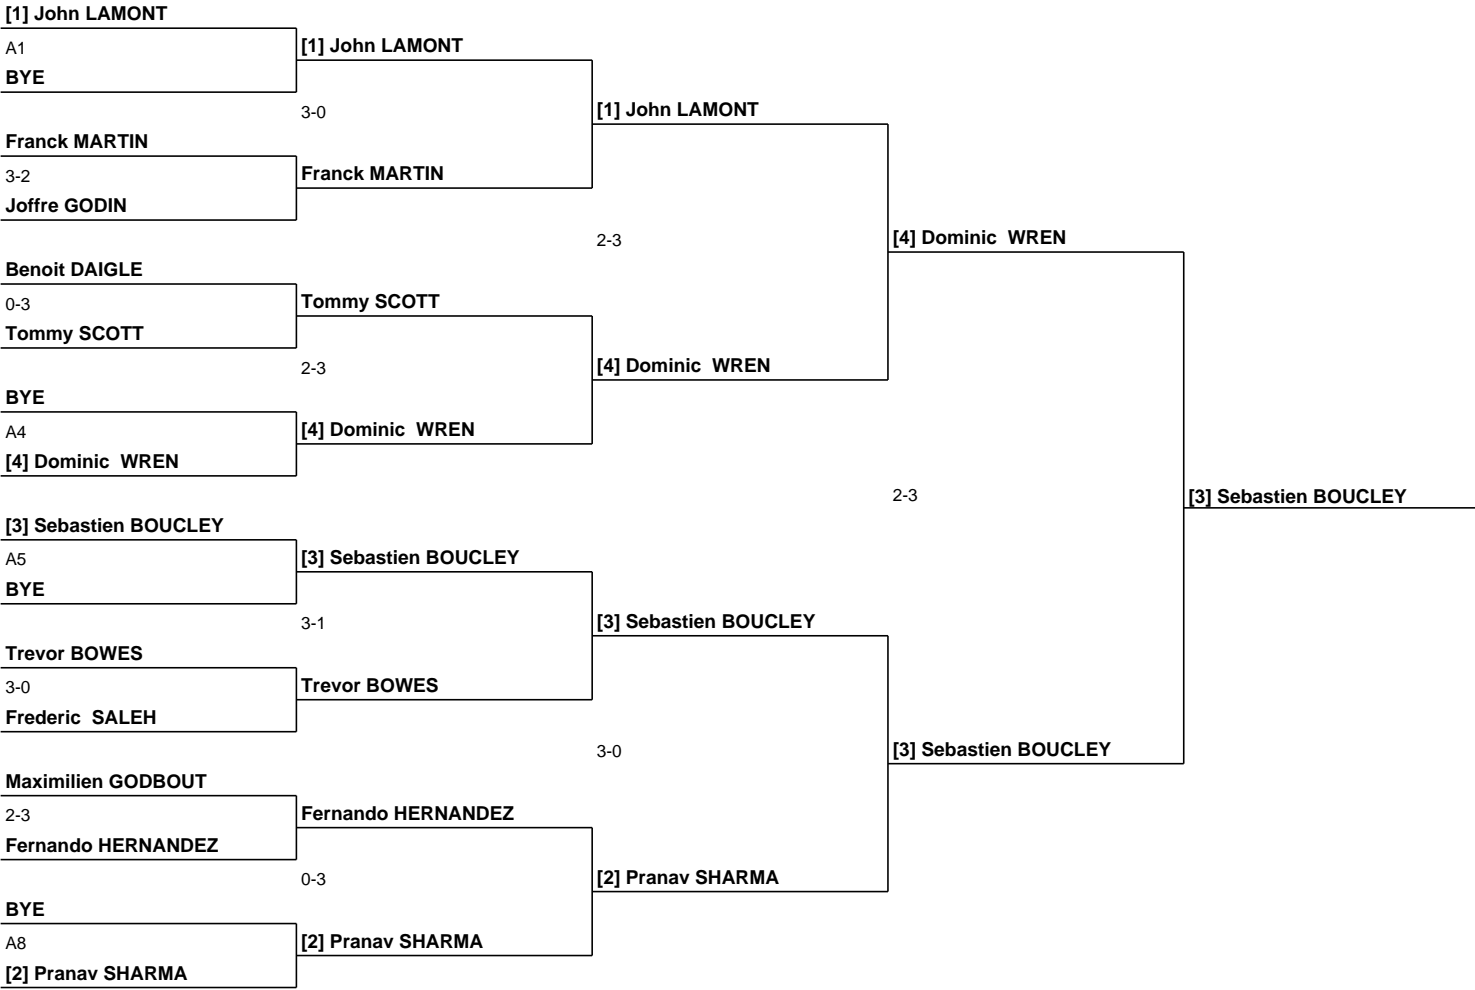 [1] John LAMONT
A1
BYE
Franck MARTIN
3-2
Joffre GODIN
Benoit DAIGLE
0-3
Tommy SCOTT
BYE
A4
[4] Dominic  WREN
[3] Sebastien BOUCLEY
A5
BYE
Trevor BOWES
3-0
Frederic  SALEH
Maximilien GODBOUT
2-3
Fernando HERNANDEZ
BYE
A8
[2] Pranav SHARMA
[1] John LAMONT
3-0
Franck MARTIN
Tommy SCOTT
2-3
[4] Dominic  WREN
[3] Sebastien BOUCLEY
3-1
Trevor BOWES
Fernando HERNANDEZ
0-3
[2] Pranav SHARMA
[1] John LAMONT
2-3
[4] Dominic  WREN
[3] Sebastien BOUCLEY
3-0
[2] Pranav SHARMA
[4] Dominic  WREN
2-3
[3] Sebastien BOUCLEY
[3] Sebastien BOUCLEY